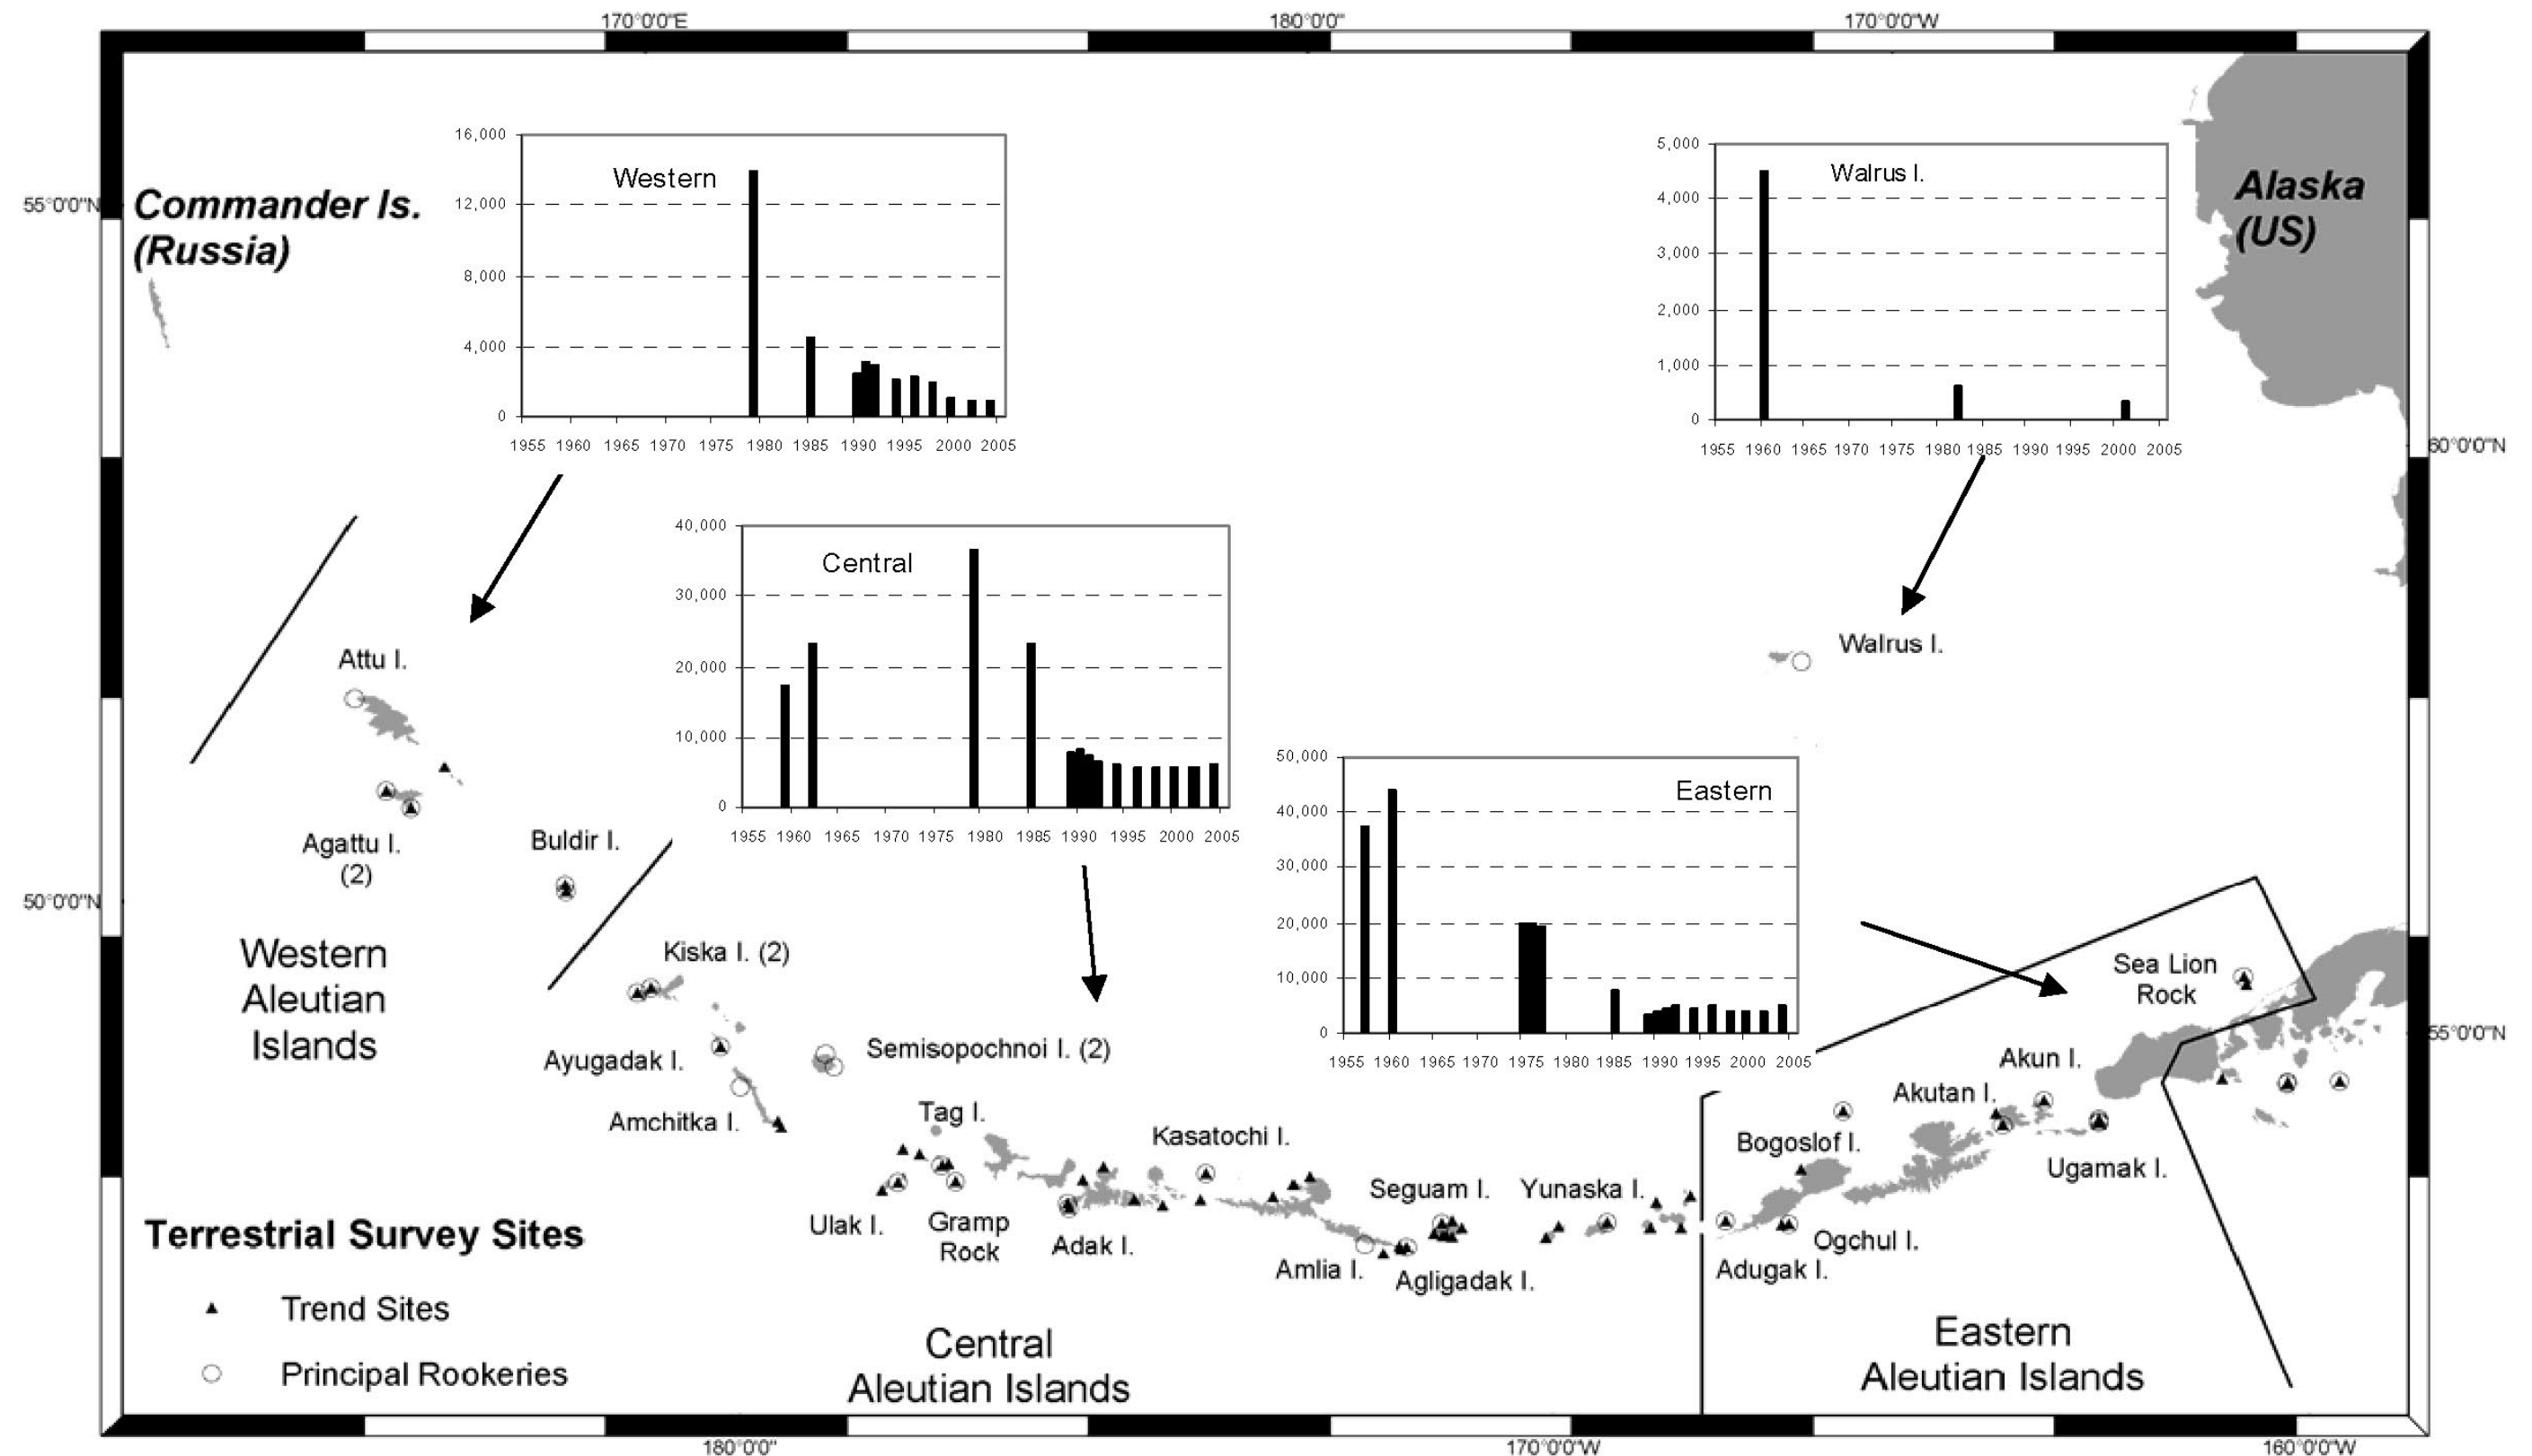 170°0'0"E
180°0'0"
170°0'0"W
55°0'0"N
Commander Is.
(Russia)
16,000
12,000
8,000
4,000
0
Western
1955 1960 1965 1970 1975 1980 1985 1990 1995 2000 2005
5,000
4,000
3,000
2,000
1,000
0
Walrus I.
1955 1960 1965 1970 1975 1980 1985 1990 1995 2000 2005
Alaska
(US)
60°0'0"N
40,000
30,000
20,000
10,000
0
Central
1955 1960 1965 1970 1975 1980 1985 1990 1995 2000 2005
Walrus I.
Attu I.
Agattu I.
(2)
Buldir I.
50°0'0"N
Western
Aleutian
Islands
50,000
40,000
30,000
20,000
10,000
0
Eastern
1955 1960 1965 1970 1975 1980 1985 1990 1995 2000 2005
Kiska I. (2)
Ayugadak I.
Semisopochnoi I. (2)
Amchitka I.
Tag I.
Kasatochi I.
Ulak I.
Gramp
Rock
Adak I.
Seguam I.
Yunaska I.
Amlia I.
Agligadak I.
Sea Lion
Rock
55°0'0"N
Akun I.
Akutan I.
Bogoslof I.
Ugamak I.
Ogchul I.
Adugak I.
Terrestrial Survey Sites
Trend Sites
Principal Rookeries
Central
Aleutian Islands
Eastern
Aleutian Islands
180°0'0"
170°0'0"W
160°0'0"W